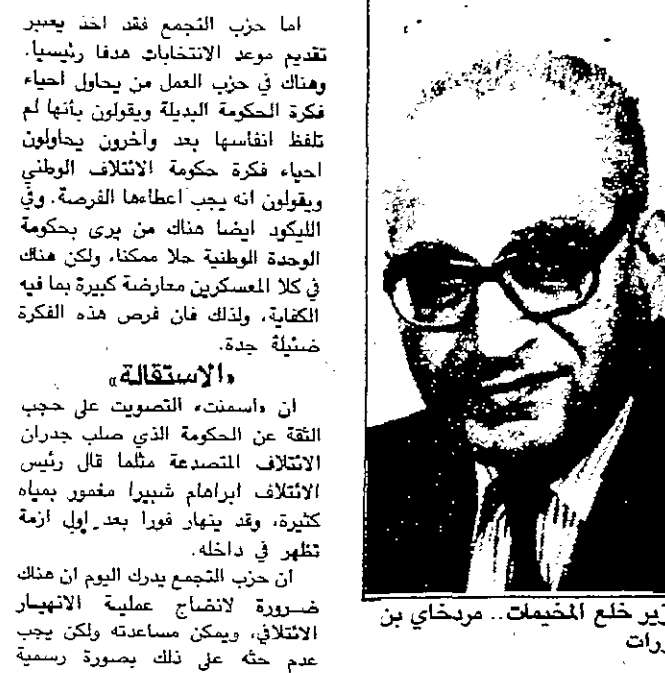 اما حزب التجمع فقد اخذ يعتبر
تقديم موعد الانتخابات هدفا رئيسيا.
وهناك في حزب العمل من يحاول احياء
فكرة الحكومة البديلة ويقولون بأنها لم
تلفظ انفاسها بعد وآخرون يحاولون
احياء فكرة حكومة الائتلاف الوطني
ويقولون انه يجب اعطاءها الفرصة. وفي
الليكود ايضا هناك من يرى بحكومة
الوحدة الوطنية حلا ممكنا، ولكن هناك
في كلا المعسكرين معارضة كبيرة بما فيه
الكفاية، ولذلك فان فرص هذه الفكرة
ضئيلة جدة.
«الاستقالة»
ان «اسمنت» التصويت على حجب
الثقة عن الحكومة الذي صلب جدران
الائتلاف المتصدعة مثلما قال رئيس
الائتلاف ابراهام شبيرا مغمور بمياه
كثيرة، وقد ينهار فورا بعد اول ازمة
تظهر في داخله.
ان حزب التجمع يدرك اليوم ان هناك
ضرورة لانضاج عملية الانهيار
الائتلافي، ويمكن مساعدته ولكن يجب
عدم حثه على ذلك بصورة رسمية
زير خلع المخيمات.. مردخاي بن
ورات